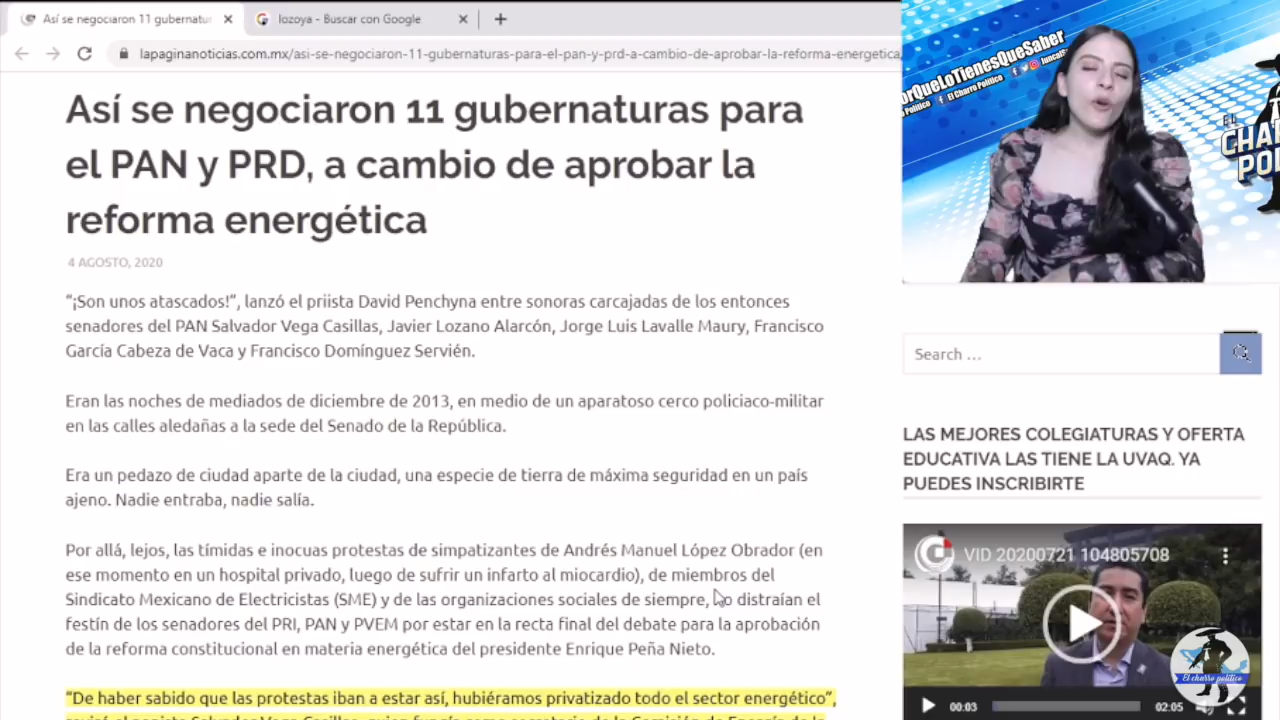 Así se negociaron 11 gubernatur
lozoya - Buscar con Google
lapaginanoticias.com.mx/asi-se-negociaron-11-gubernaturas-para-el-pan-y-prd-a-cambio-de-aprobar-la-reforma-energetica
Así se negociaron 11 gubernaturas para
el PAN y PRD, a cambio de aprobar la
reforma energética
4 AGOSTO, 2020
“¡Son unos atascados!”, lanzó el priista David Penchyna entre sonoras carcajadas de los entonces
senadores del PAN Salvador Vega Casillas, Javier Lozano Alarcón, Jorge Luis Lavalle Maury, Francisco
García Cabeza de Vaca y Francisco Domínguez Servién.
Eran las noches de mediados de diciembre de 2013, en medio de un aparatoso cerco policiaco-militar
en las calles aledañas a la sede del Senado de la República.
Era un pedazo de ciudad aparte de la ciudad, una especie de tierra de máxima seguridad en un país
ajeno. Nadie entraba, nadie salía.
Por allá, lejos, las tímidas e inocuas protestas de simpatizantes de Andrés Manuel López Obrador (en
ese momento en un hospital privado, luego de sufrir un infarto al miocardio), de miembros del
Sindicato Mexicano de Electricistas (SME) y de las organizaciones sociales de siempre, no distraían el
festín de los senadores del PRI, PAN y PVEM por estar en la recta final del debate para la aprobación
de la reforma constitucional en materia energética del presidente Enrique Peña Nieto.
“De haber sabido que las protestas iban a estar así, hubiéramos privatizado todo el sector energético”,
orQueLoTienesQueSaber
Político El Charro Político
EL
CHA
POL
Search …
LAS MEJORES COLEGIATURAS Y OFERTA
EDUCATIVA LAS TIENE LA UVAQ. YA
PUEDES INSCRIBIRTE
VID 20200721 104805708
El charro político
00:03
02:05